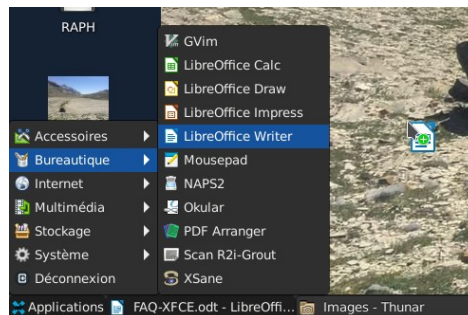 RAPH
GVim
LibreOffice Calc
LibreOffice Draw
LibreOffice Impress
Accessoires
LibreOffice Writer
Bureautique
Mousepad
Internet
NAPS2
Multimédia
Okular
Stockage
PDF Arranger
Système
Scan R2i-Grout
Déconnexion
XSane
Applications
FAQ-XFCE.odt - LibreOffi...
Images - Thunar